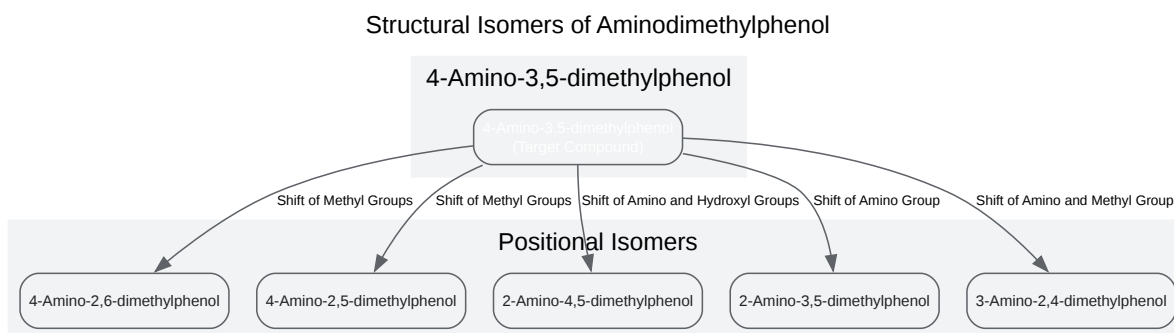 Structural Isomers of Aminodimethylphenol
4-Amino-3,5-dimethylphenol
4-Amino-3,5-dimethylphenol
(Target Compound)
Shift of Methyl Groups
Shift of Methyl Groups
Shift of Amino and Hydroxyl Groups
Shift of Amino Group
Shift of Amino and Methyl Group
Positional Isomers
4-Amino-2,6-dimethylphenol
4-Amino-2,5-dimethylphenol
2-Amino-4,5-dimethylphenol
2-Amino-3,5-dimethylphenol
3-Amino-2,4-dimethylphenol